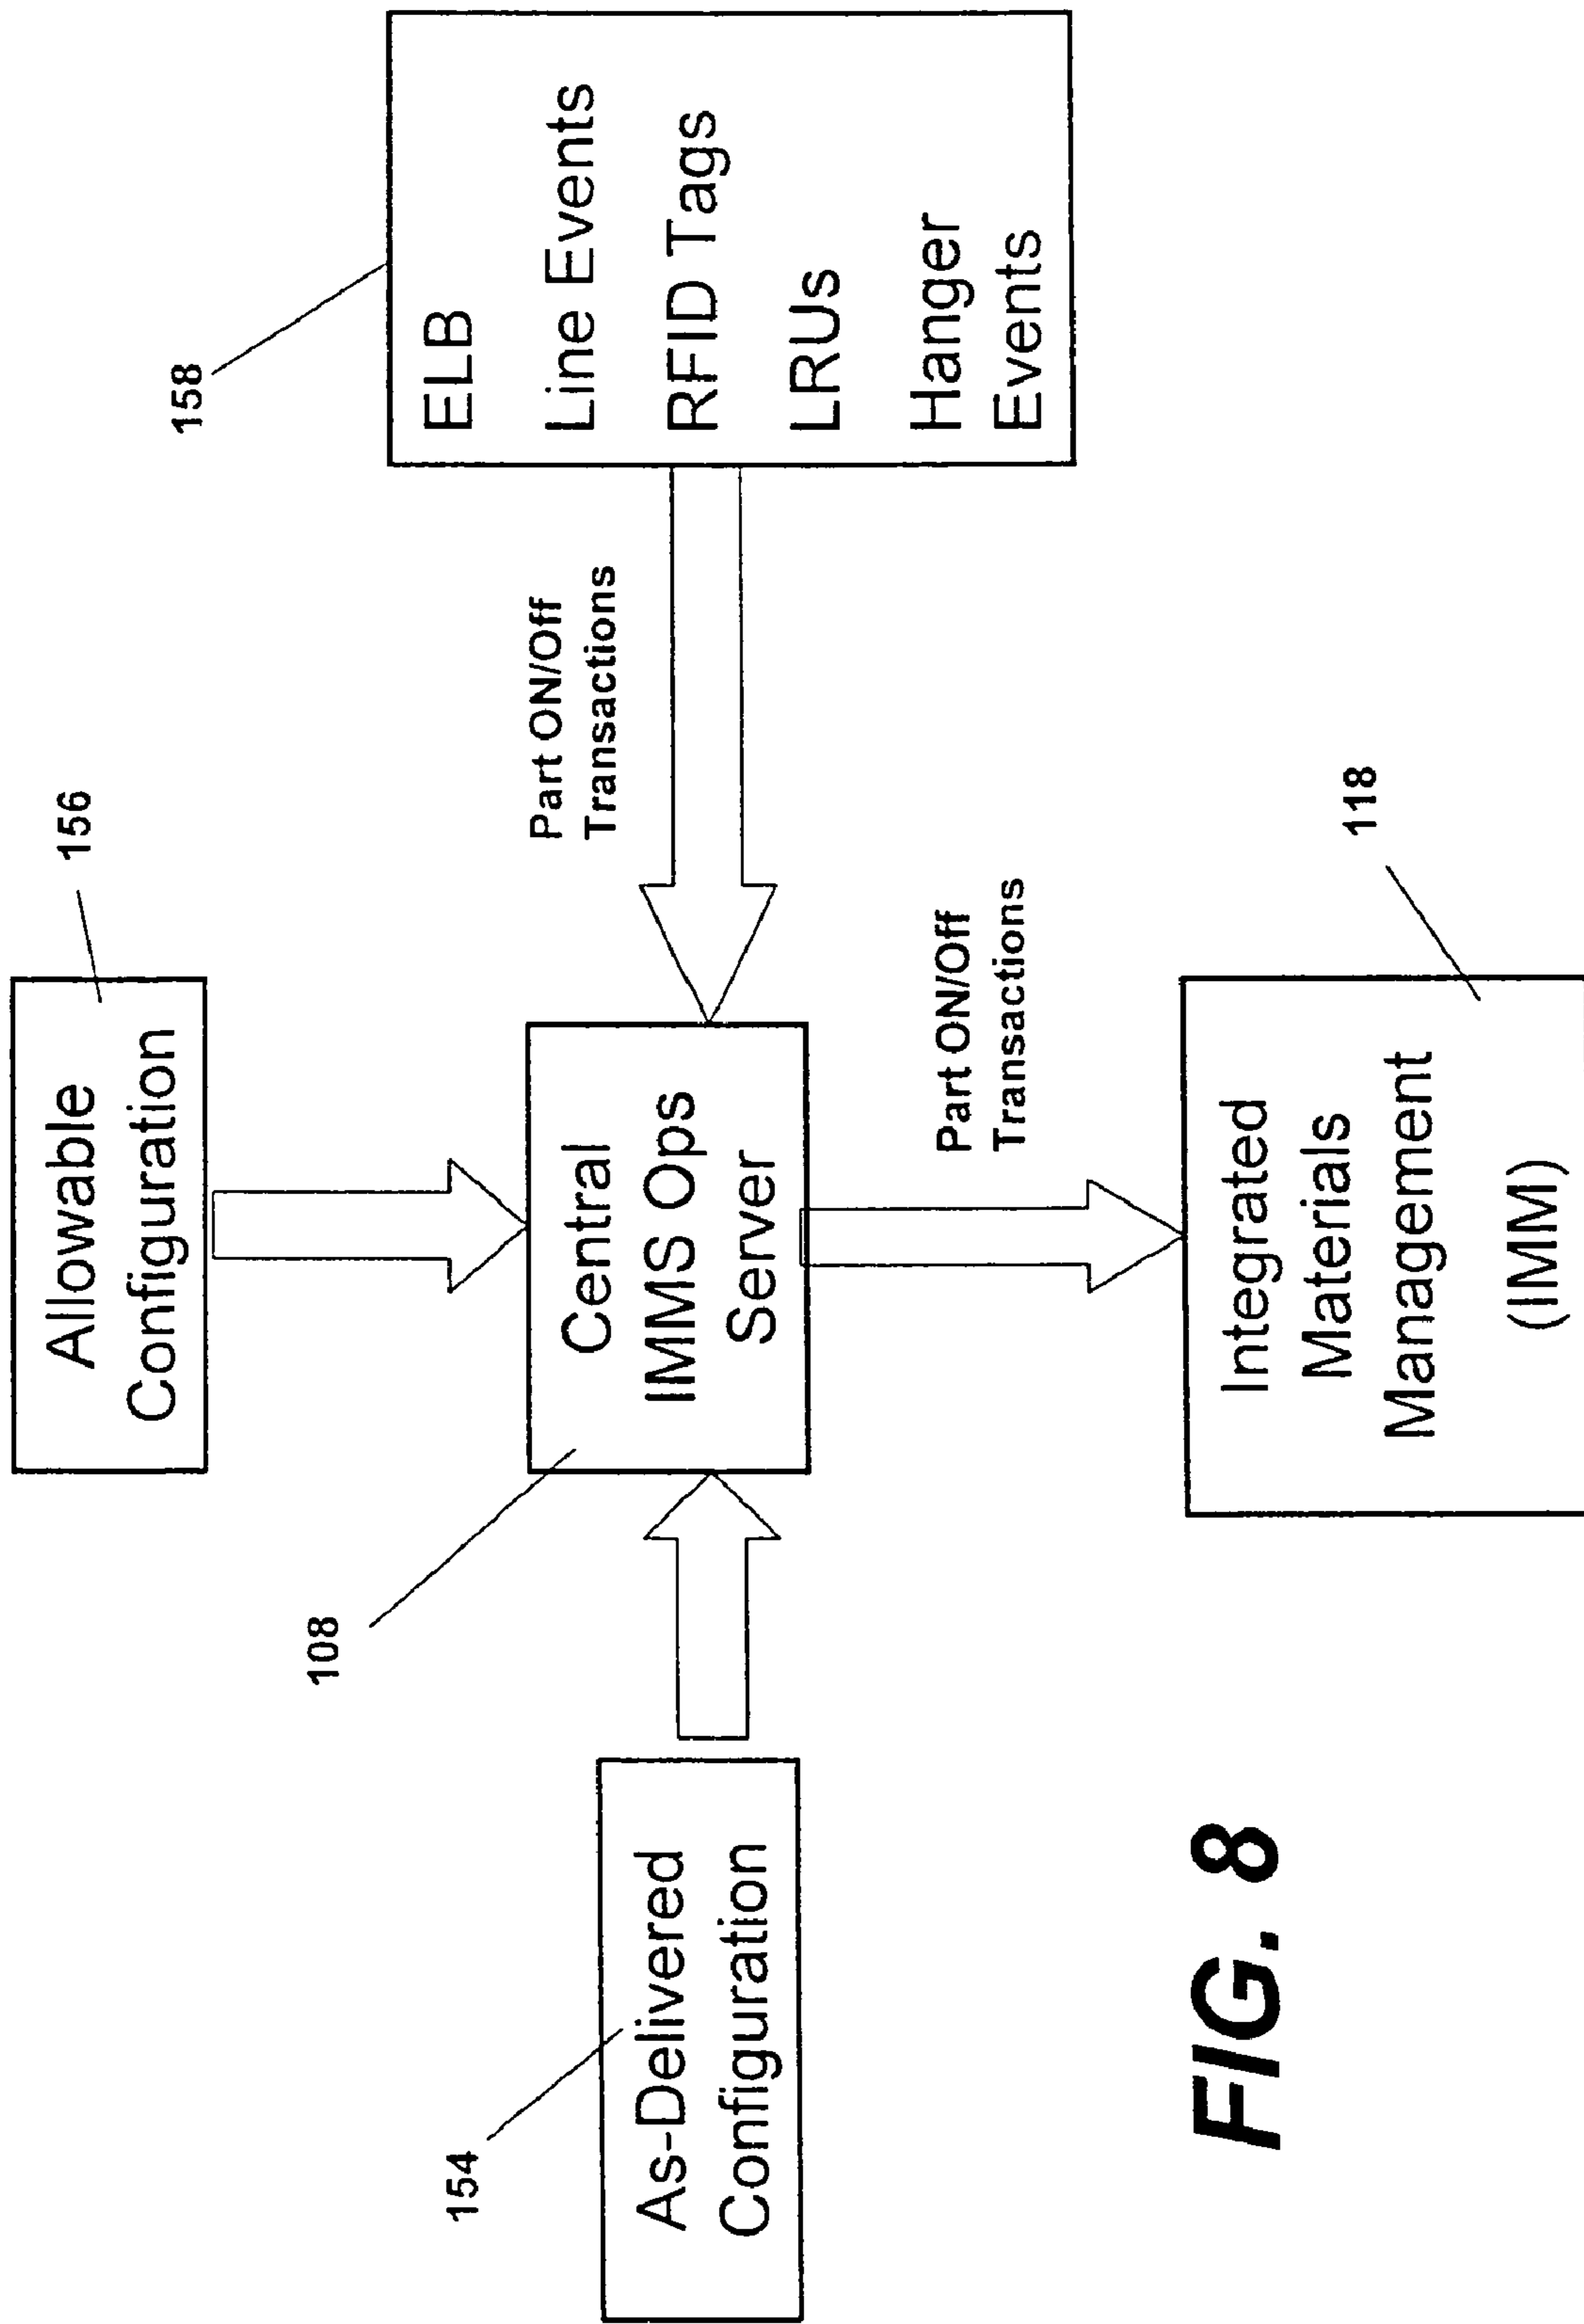 156
Allowable
Configuration
158
ELB
Line Events
RFID Tags
LRUs
Hanger
Events
108
Central
IMMS Ops
Server
Part ON/Off
Transactions
154
As-Delivered
Configuration
Part ON/Off
Transactions
118
Integrated
Materials
Management
(IMM)
FIG. 8